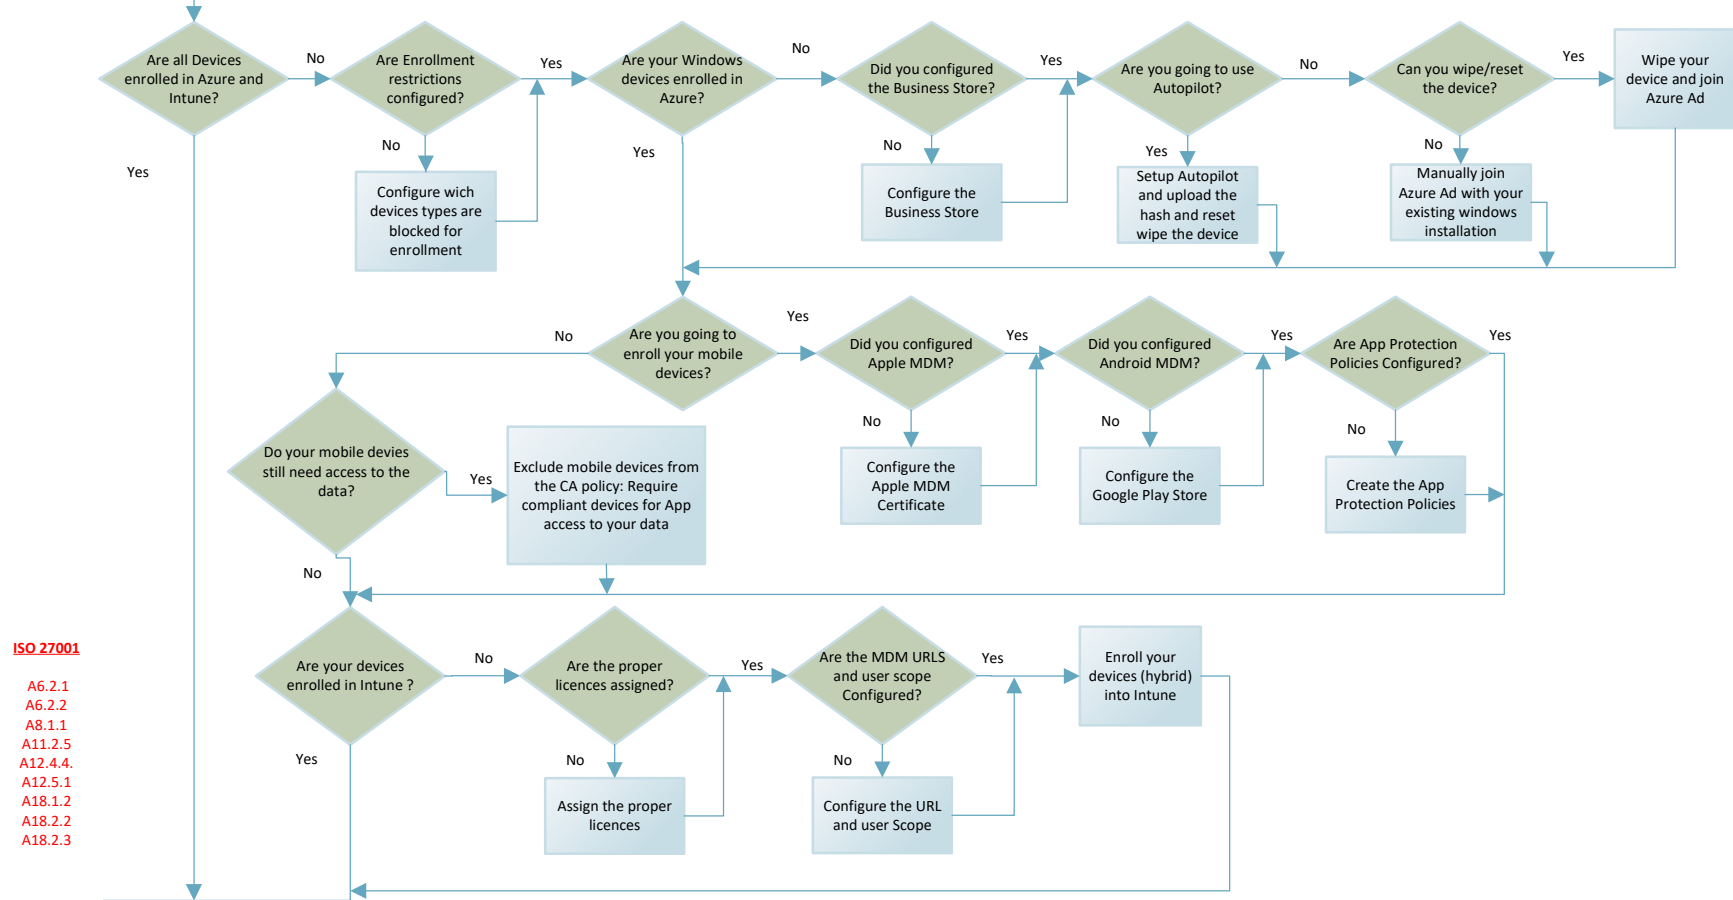 Are all Devices
enrolled in Azure and
Intune?
No
Are Enrollment
restrictions
configured?
Yes
Are your Windows
devices enrolled in
Azure?
No
Did you configured
the Business Store?
Yes
Are you going to use
Autopilot?
No
Can you wipe/reset
the device?
Yes
Wipe your
device and join
Azure Ad
Yes
No
Configure wich
devices types are
blocked for
enrollment
Yes
No
Configure the
Business Store
Yes
Setup Autopilot
and upload the
hash and reset
wipe the device
No
Manually join
Azure Ad with your
existing windows
installation
No
Are you going to
enroll your mobile
devices?
Yes
Did you configured
Apple MDM?
Yes
Did you configured
Android MDM?
Yes
Are App Protection
Policies Configured?
Yes
No
Configure the
Apple MDM
Certificate
No
Configure the
Google Play Store
No
Create the App
Protection Policies
Do your mobile devies
still need access to the
data?
Yes
Exclude mobile devices from
the CA policy: Require
compliant devices for App
access to your data
No
ISO 27001
A6.2.1
A6.2.2
A8.1.1
A11.2.5
A12.4.4.
A12.5.1
A18.1.2
A18.2.2
A18.2.3
Are your devices
enrolled in Intune ?
No
Are the proper
licences assigned?
Yes
Are the MDM URLS
and user scope
Configured?
Yes
Enroll your
devices (hybrid)
into Intune
Yes
No
Assign the proper
licences
No
Configure the URL
and user Scope